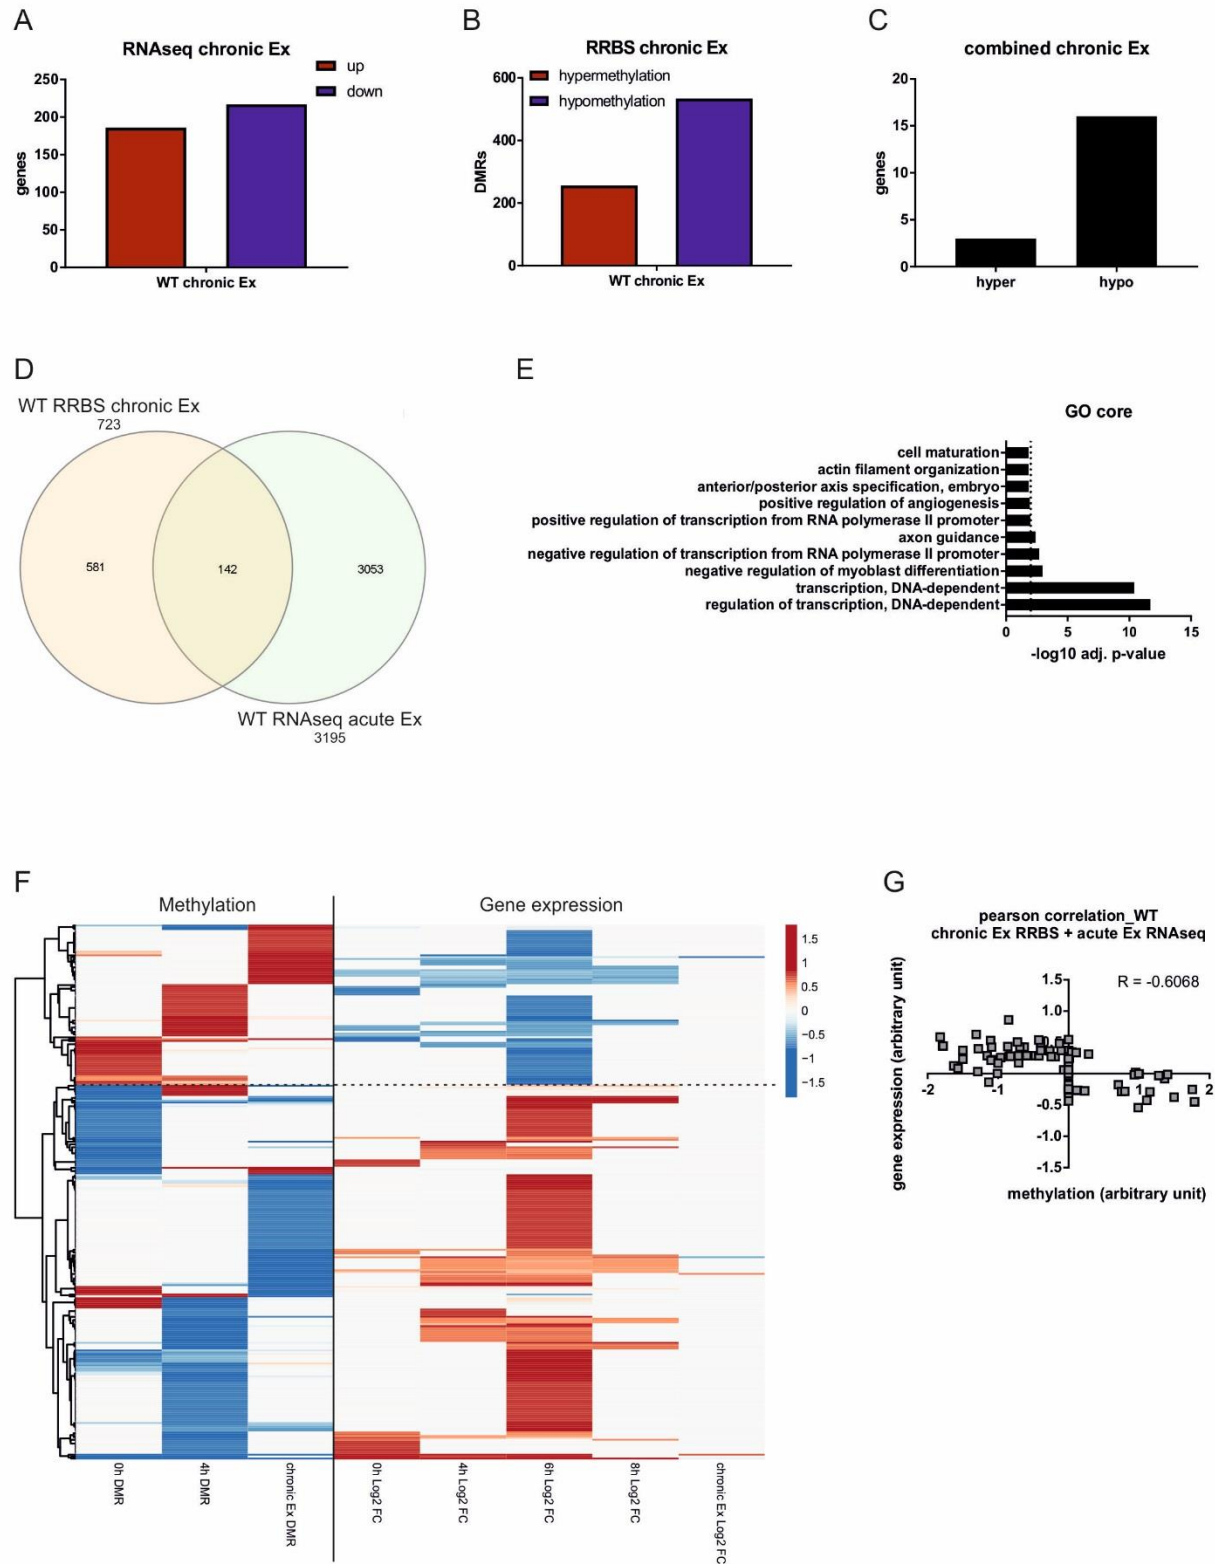 A
RNAseq chronic Ex
up
down
250
200
150
100
50
0
genes
WT chronic Ex
B
RRBS chronic Ex
hypermethylation
hypomethylation
600
400
200
0
DMRs
WT chronic Ex
C
combined chronic Ex
20
15
10
5
0
genes
hyper
hypo
D
WT RRBS chronic Ex
723
581
142
3053
WT RNAseq acute Ex
3195
E
GO core
cell maturation
actin filament organization
anterior/posterior axis specification, embryo
positive regulation of angiogenesis
positive regulation of transcription from RNA polymerase II promoter
axon guidance
negative regulation of transcription from RNA polymerase II promoter
negative regulation of myoblast differentiation
transcription, DNA-dependent
regulation of transcription, DNA-dependent
0 5 10 15
-log10 adj. p-value
F
Methylation
Gene expression
1.5
1
0.5
0
−0.5
−1
−1.5
0h DMR
4h DMR
chronic Ex DMR
0h Log2 FC
4h Log2 FC
6h Log2 FC
8h Log2 FC
chronic Ex Log2 FC
G
pearson correlation_WT
chronic Ex RRBS + acute Ex RNAseq
R = -0.6068
gene expression (arbitrary unit)
1.5
1.0
-2 -1 1 2
-0.5
-1.0
-1.5
methylation (arbitrary unit)